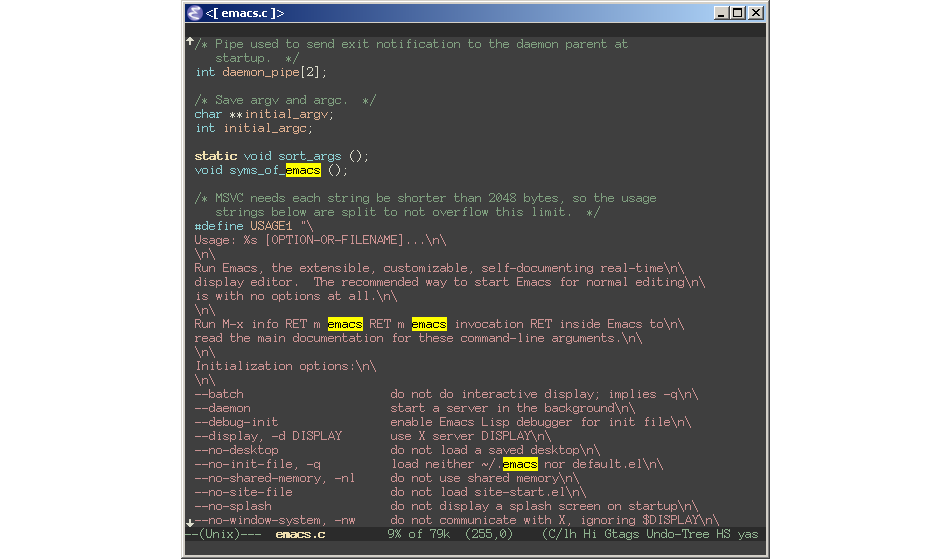 <[ emacs.c ]>
/* Pipe used to send exit notification to the daemon parent at
   startup.  */
int daemon_pipe[2];

/* Save argv and argc.  */
char **initial_argv;
int initial_argc;

static void sort_args ();
void syms_of_emacs ();

/* MSVC needs each string be shorter than 2048 bytes, so the usage
   strings below are split to not overflow this limit.  */
#define USAGE1 "\
Usage: %s [OPTION-OR-FILENAME]...\n\
\n\
Run Emacs, the extensible, customizable, self-documenting real-time\n\
display editor.  The recommended way to start Emacs for normal editing\n\
is with no options at all.\n\
\n\
Run M-x info RET m emacs RET m emacs invocation RET inside Emacs to\n\
read the main documentation for these command-line arguments.\n\
\n\
Initialization options:\n\
\n\
--batch                     do not do interactive display; implies -q\n\
--daemon                    start a server in the background\n\
--debug-init                enable Emacs Lisp debugger for init file\n\
--display, -d DISPLAY       use X server DISPLAY\n\
--no-desktop                do not load a saved desktop\n\
--no-init-file, -q          load neither ~/.emacs nor default.el\n\
--no-shared-memory, -nl     do not use shared memory\n\
--no-site-file              do not load site-start.el\n\
--no-splash                 do not display a splash screen on startup\n\
--no-window-system, -nw     do not communicate with X, ignoring $DISPLAY\n\
--(Unix)---  emacs.c         9% of 79k  (255,0)    (C/lh Hi Gtags Undo-Tree HS yas